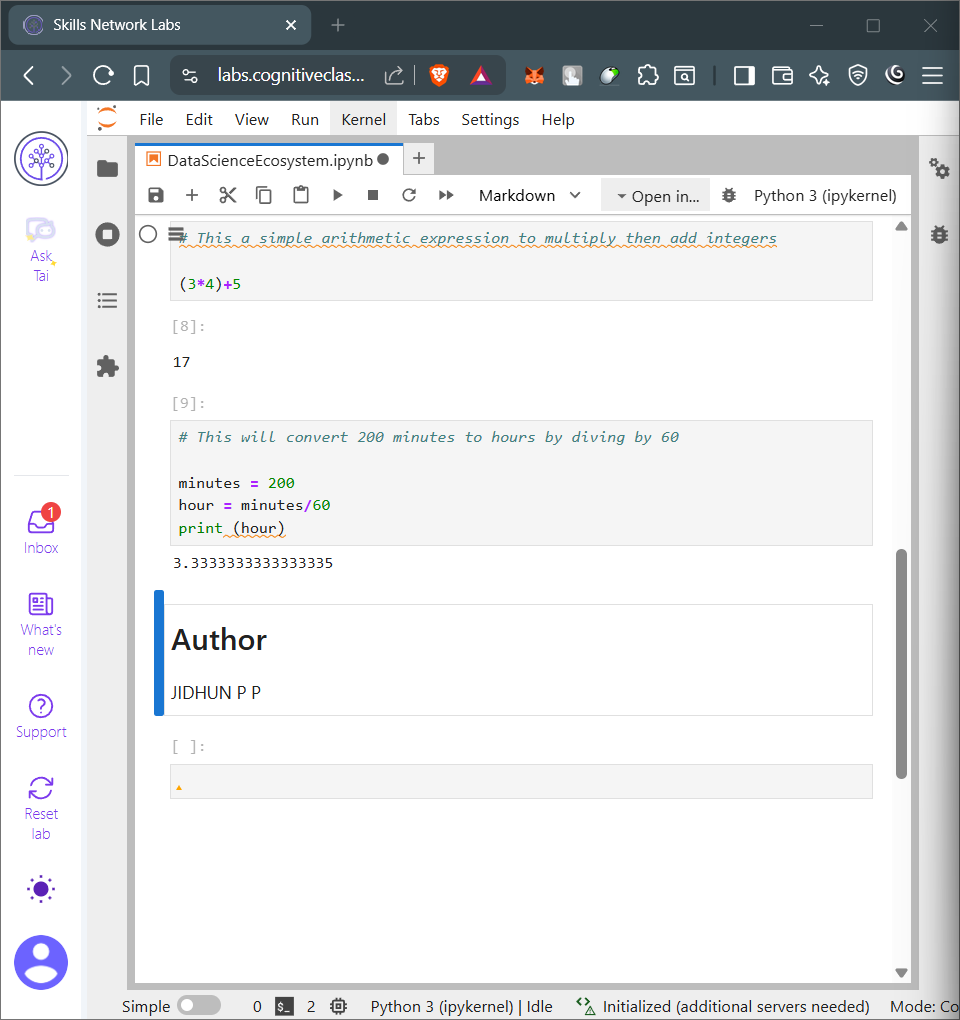 Skills Network Labs
labs.cognitiveclas...
File Edit View Run Kernel Tabs Settings Help
DataScienceEcosystem.ipynb
Markdown Open in... Python 3 (ipykernel)
Ask Tai
# This a simple arithmetic expression to multiply then add integers
(3*4)+5
[8]:
17
[9]:
# This will convert 200 minutes to hours by diving by 60
minutes = 200
hour = minutes/60
print (hour)
3.3333333333333335
1
Inbox
What's new
Author
JIDHUN P P
Support
[ ]:
Reset lab
Simple 0 $_ 2 Python 3 (ipykernel) | Idle Initialized (additional servers needed) Mode: Co